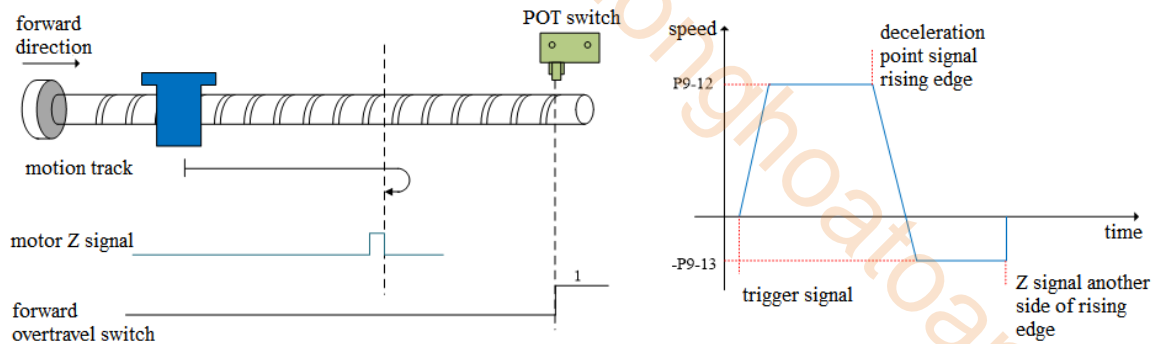 forward
direction
POT switch
motion track
motor Z signal
1
forward
overtravel switch
speed
deceleration
point signal
rising edge
P9-12
time
-P9-13
trigger signal
Z signal another
side of rising
edge